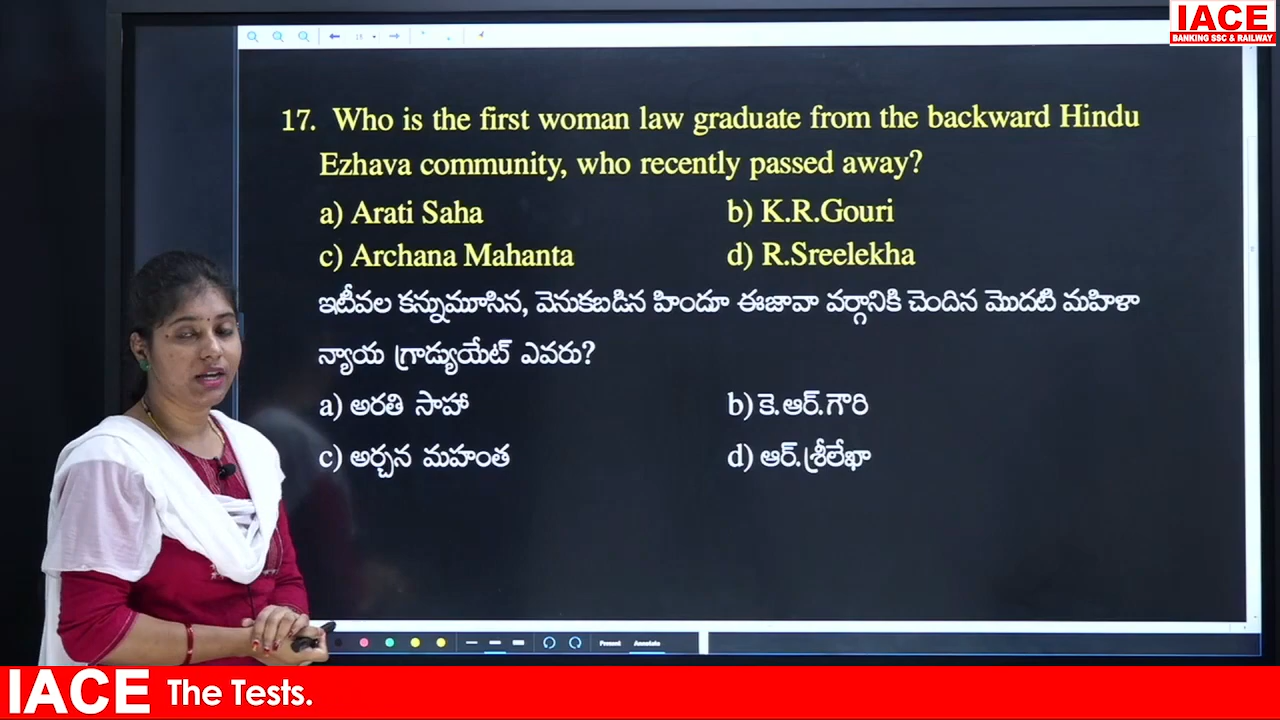 IACE
BANKING SSC & RAILWAY
17. Who is the first woman law graduate from the backward Hindu
Ezhava community, who recently passed away?
a) Arati Saha b) K.R.Gouri
c) Archana Mahanta d) R.Sreelekha
ఇటీవల కన్నుమూసిన, వెనుకబడిన హిందూ ఈజావా వర్గానికి చెందిన మొదటి మహిళా
న్యాయ గ్రాడ్యుయేట్ ఎవరు?
a) అరతి సాహా b) కె.ఆర్.గౌరి
c) అర్చన మహంత d) ఆర్.శ్రీలేఖా
Present Annotate
IACE The Tests.